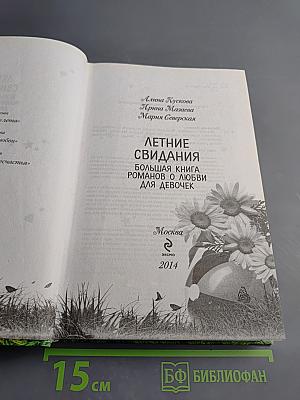 Алина Кускова
Ирина Мазаева
Мария Северская
ЛЕТНИЕ
СВИДАНИЯ
БОЛЬШАЯ КНИГА
РОМАНОВ О ЛЮБВИ
ДЛЯ ДЕВОЧЕК
Москва
эксмо
2014
15 см
БФ БИБЛИОФАН